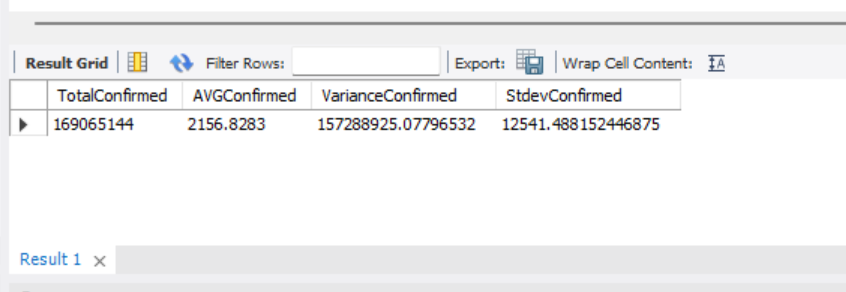 Result Grid Filter Rows: Export: Wrap Cell Content: IA
TotalConfirmed AVGConfirmed VarianceConfirmed StdevConfirmed
169065144 2156.8283 157288925.07796532 12541.488152446875
Result 1 ×